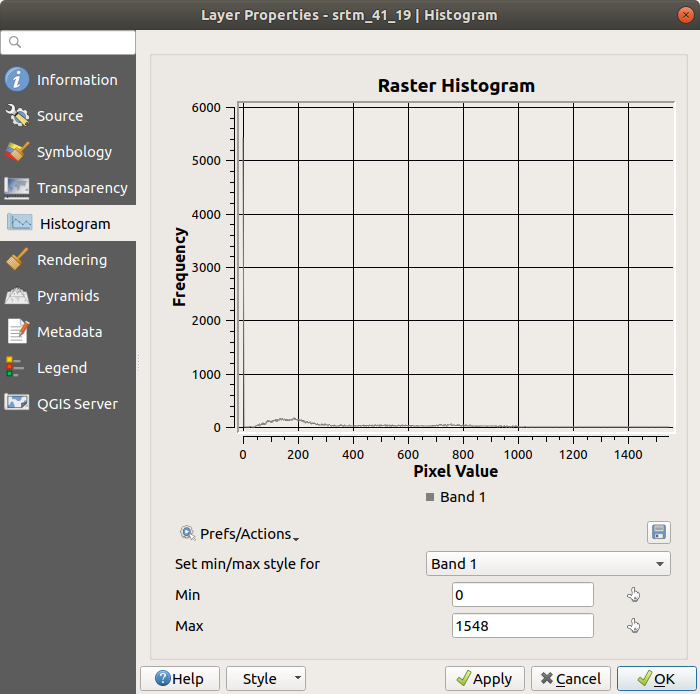 Layer Properties - srtm_41_19 | Histogram
Information
Source
Symbology
Transparency
Histogram
Rendering
Pyramids
Metadata
Legend
QGIS Server
Raster Histogram
6000
5000
4000
3000
2000
1000
0
Frequency
0 200 400 600 800 1000 1200 1400
Pixel Value
Band 1
Prefs/Actions
Set min/max style for Band 1
Min 0
Max 1548
Help Style Apply Cancel OK